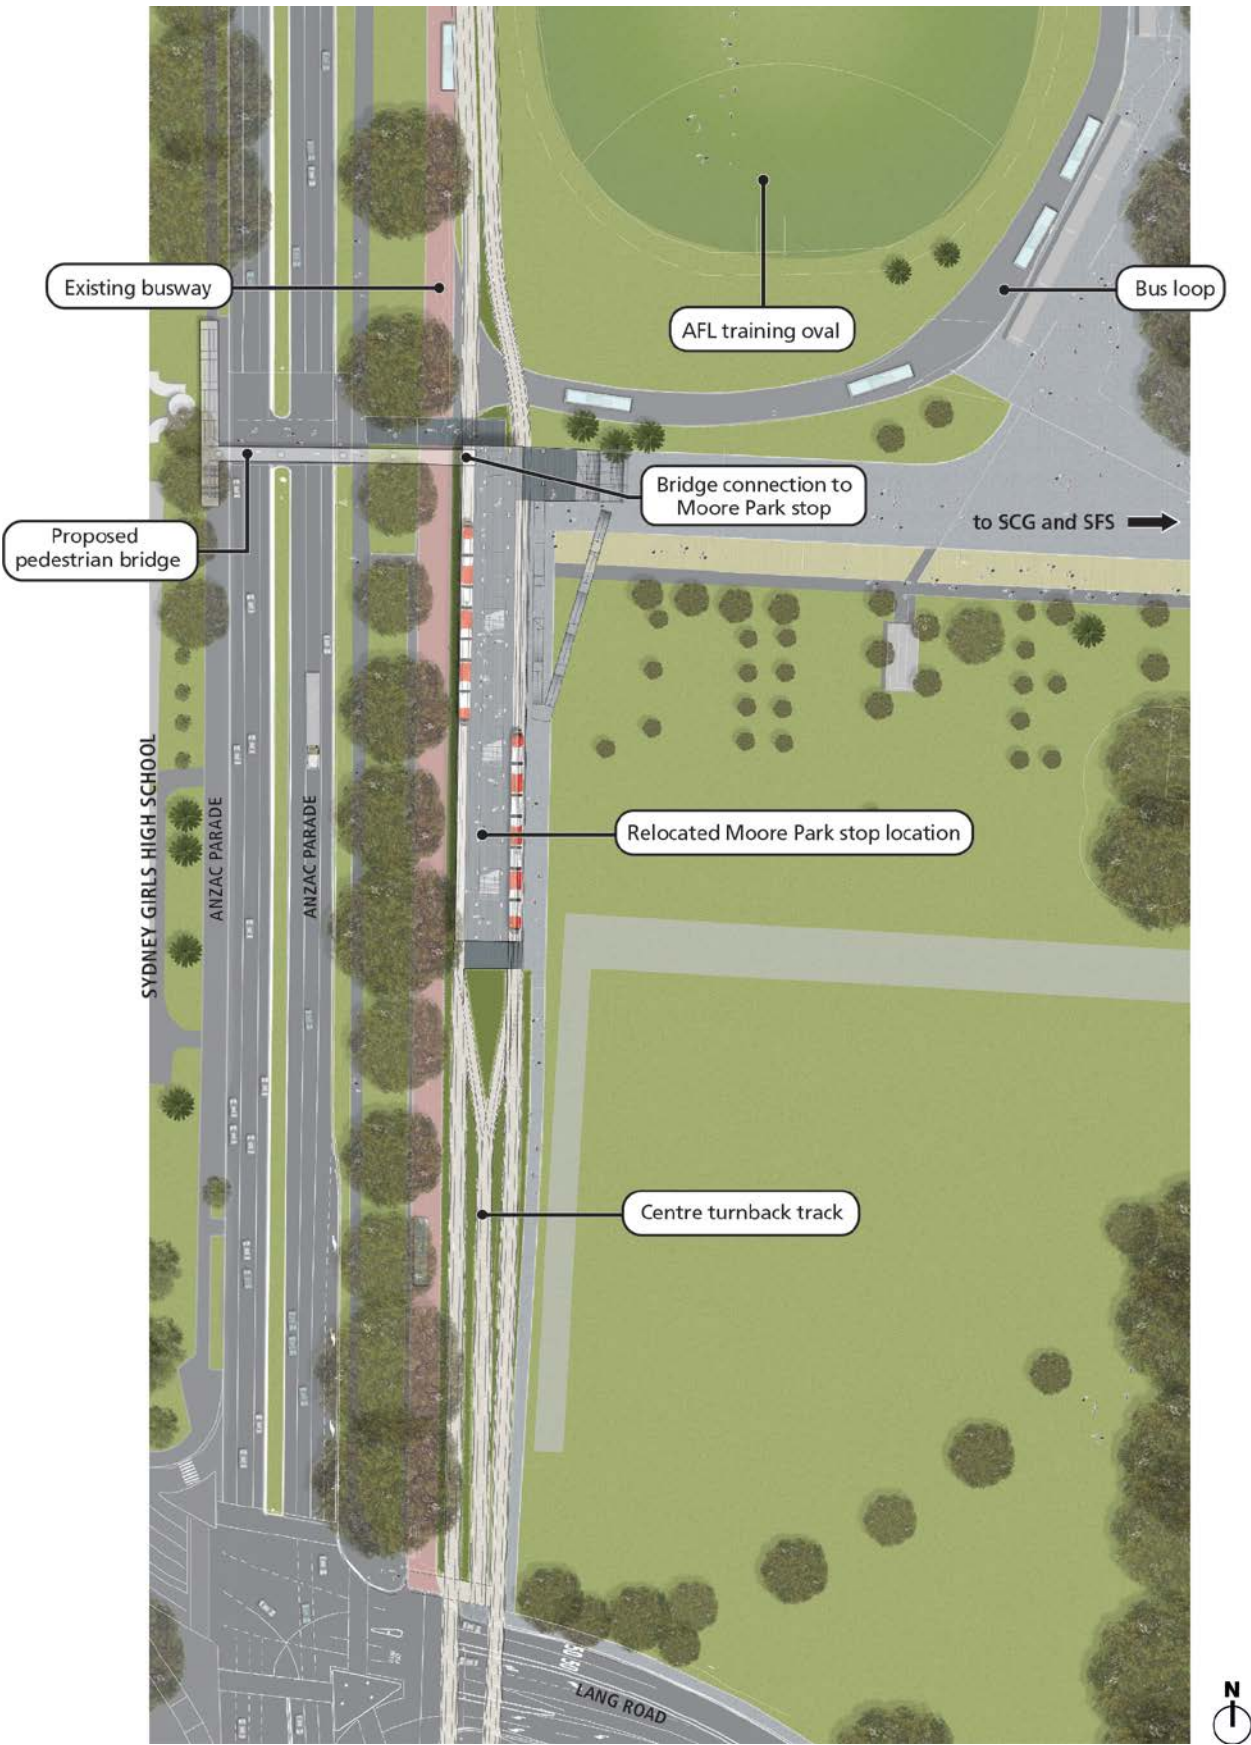 Existing busway
AFL training oval
Bus loop
Bridge connection to
Moore Park stop
to SCG and SFS
Proposed
pedestrian bridge
SYDNEY GIRLS HIGH SCHOOL
ANZAC PARADE
ANZAC PARADE
Relocated Moore Park stop location
Centre turnback track
LANG ROAD
N